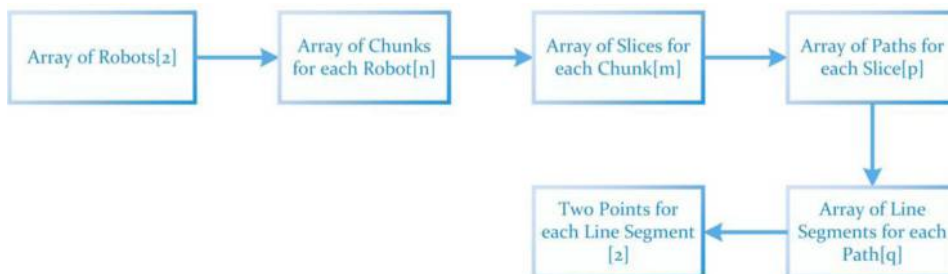 Array of Robots[2]
Array of Chunks
for each Robot[n]
Array of Slices for
each Chunk[m]
Array of Paths for
each Slice[p]
Two Points for
each Line Segment
[2]
Array of Line
Segments for each
Path[q]